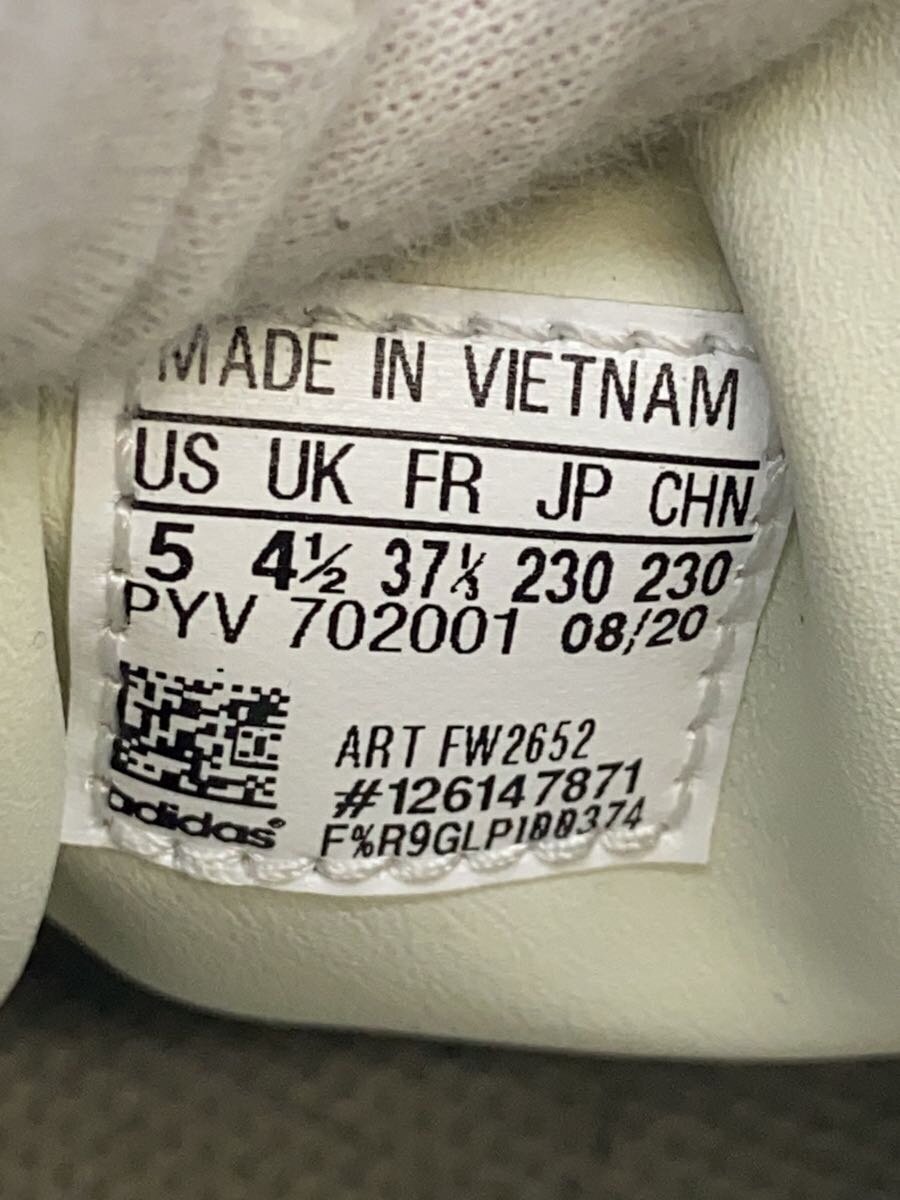 MADE IN VIETNAM
US UK FR JP CHN
5 4½ 37⅓ 230 230
PYV 702001 08/20
ART FW2652
#126147871
F%R9GLP100374
adidas